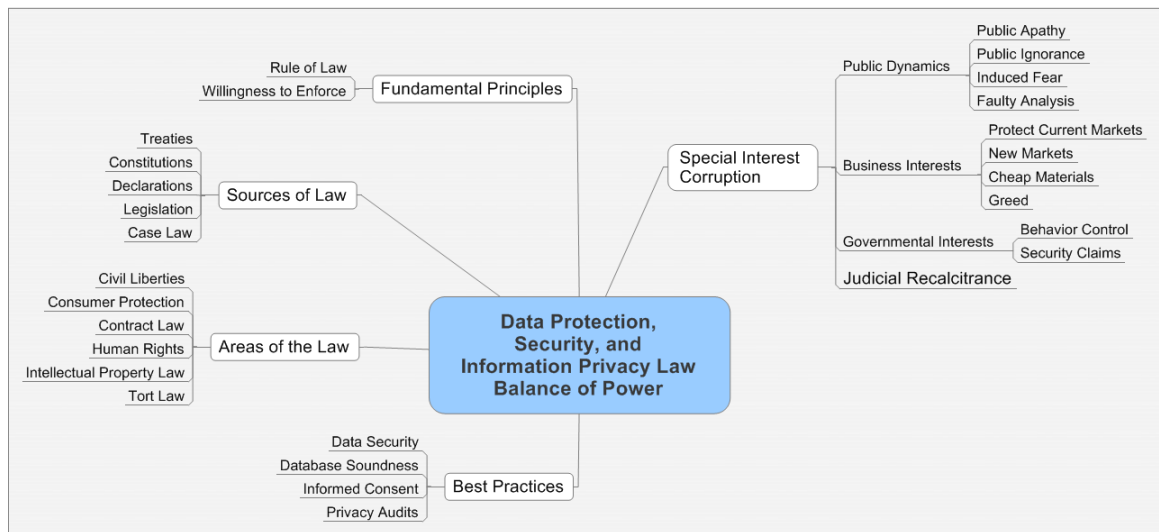 Rule of Law
Willingness to Enforce
Fundamental Principles
Treaties
Constitutions
Declarations
Legislation
Case Law
Sources of Law
Civil Liberties
Consumer Protection
Contract Law
Human Rights
Intellectual Property Law
Tort Law
Areas of the Law
Data Security
Database Soundness
Informed Consent
Privacy Audits
Best Practices
Data Protection,
Security, and
Information Privacy Law
Balance of Power
Special Interest
Corruption
Public Dynamics
Public Apathy
Public Ignorance
Induced Fear
Faulty Analysis
Business Interests
Protect Current Markets
New Markets
Cheap Materials
Greed
Governmental Interests
Behavior Control
Security Claims
Judicial Recalcitrance